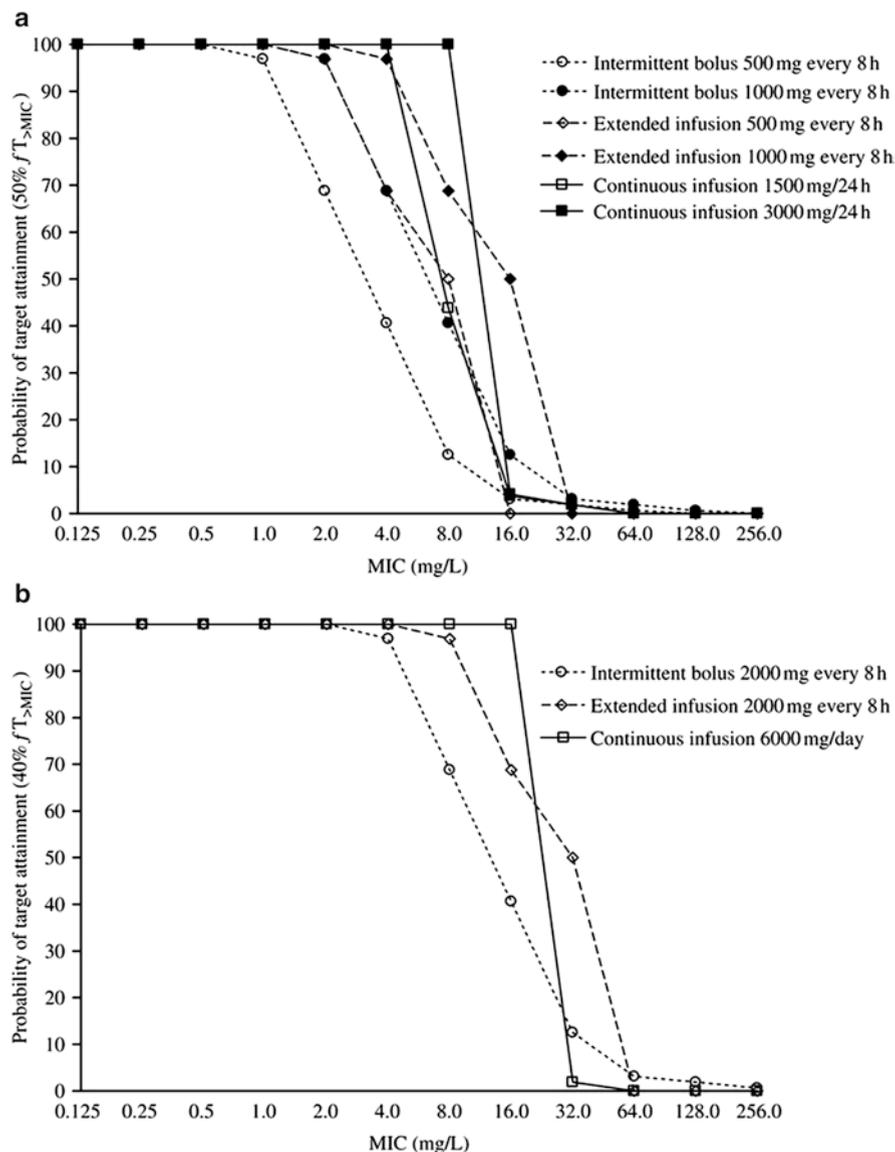 a
Probability of target attainment (50% fT>MIC)
100
90
80
70
60
50
40
30
20
10
0
0.125 0.25 0.5 1.0 2.0 4.0 8.0 16.0 32.0 64.0 128.0 256.0
MIC (mg/L)
Intermittent bolus 500 mg every 8 h
Intermittent bolus 1000 mg every 8 h
Extended infusion 500 mg every 8 h
Extended infusion 1000 mg every 8 h
Continuous infusion 1500 mg/24 h
Continuous infusion 3000 mg/24 h
b
Probability of target attainment (40% fT>MIC)
100
90
80
70
60
50
40
30
20
10
0
0.125 0.25 0.5 1.0 2.0 4.0 8.0 16.0 32.0 64.0 128.0 256.0
MIC (mg/L)
Intermittent bolus 2000 mg every 8 h
Extended infusion 2000 mg every 8 h
Continuous infusion 6000 mg/day